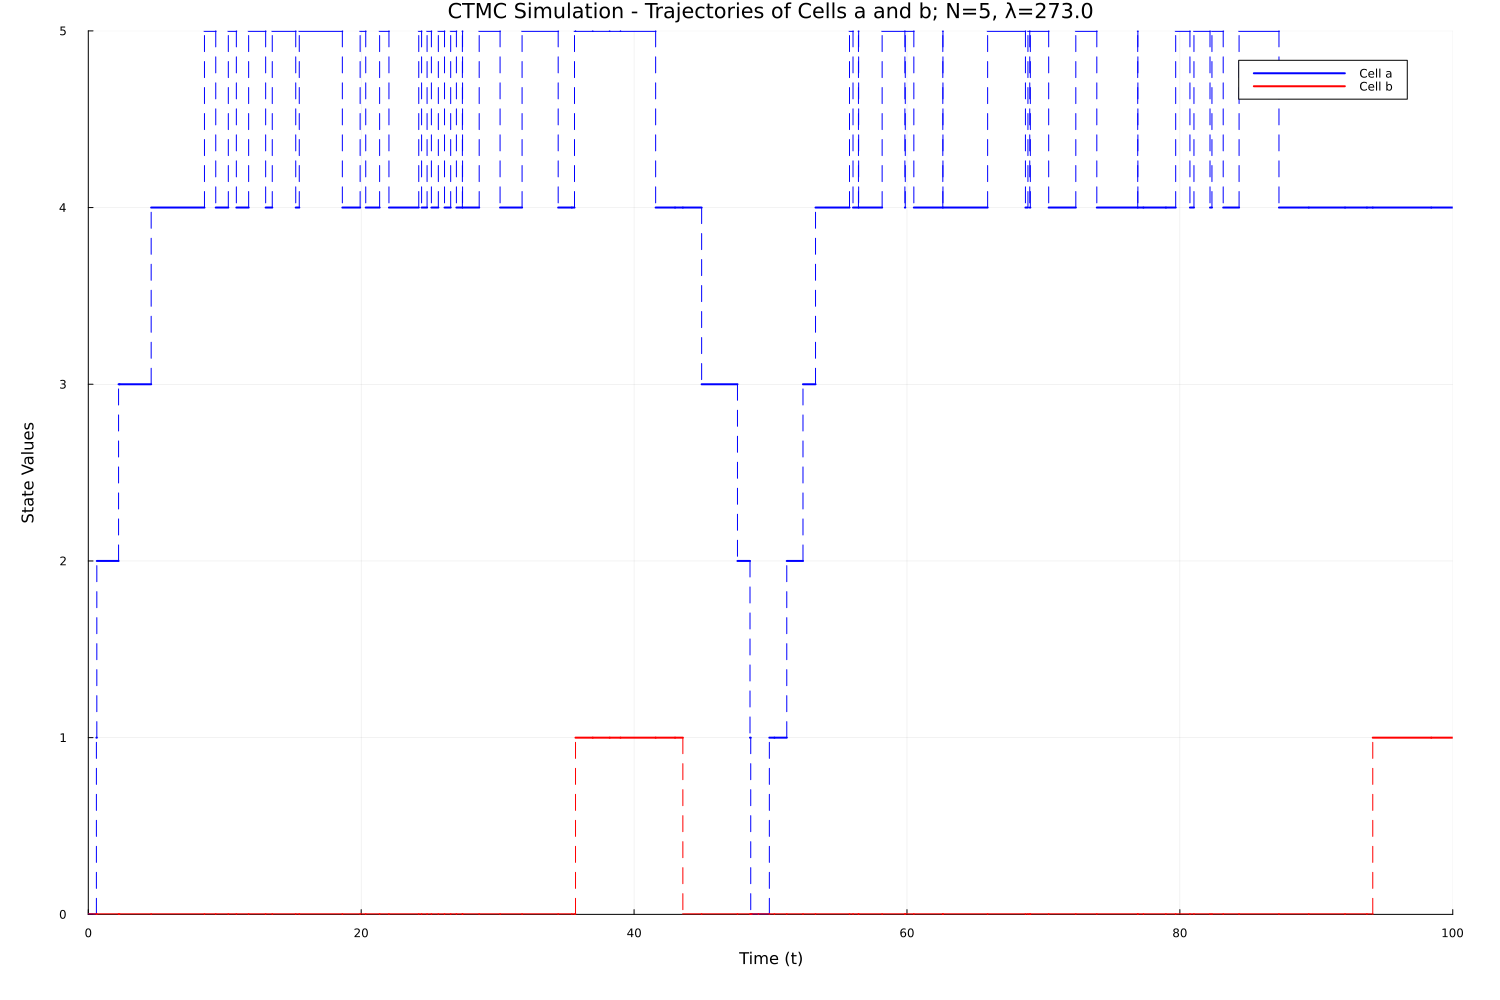 CTMC Simulation - Trajectories of Cells a and b; N=5, λ=273.0
5
Cell a
Cell b
4
3
State Values
2
1
0
0 20 40 60 80 100
Time (t)